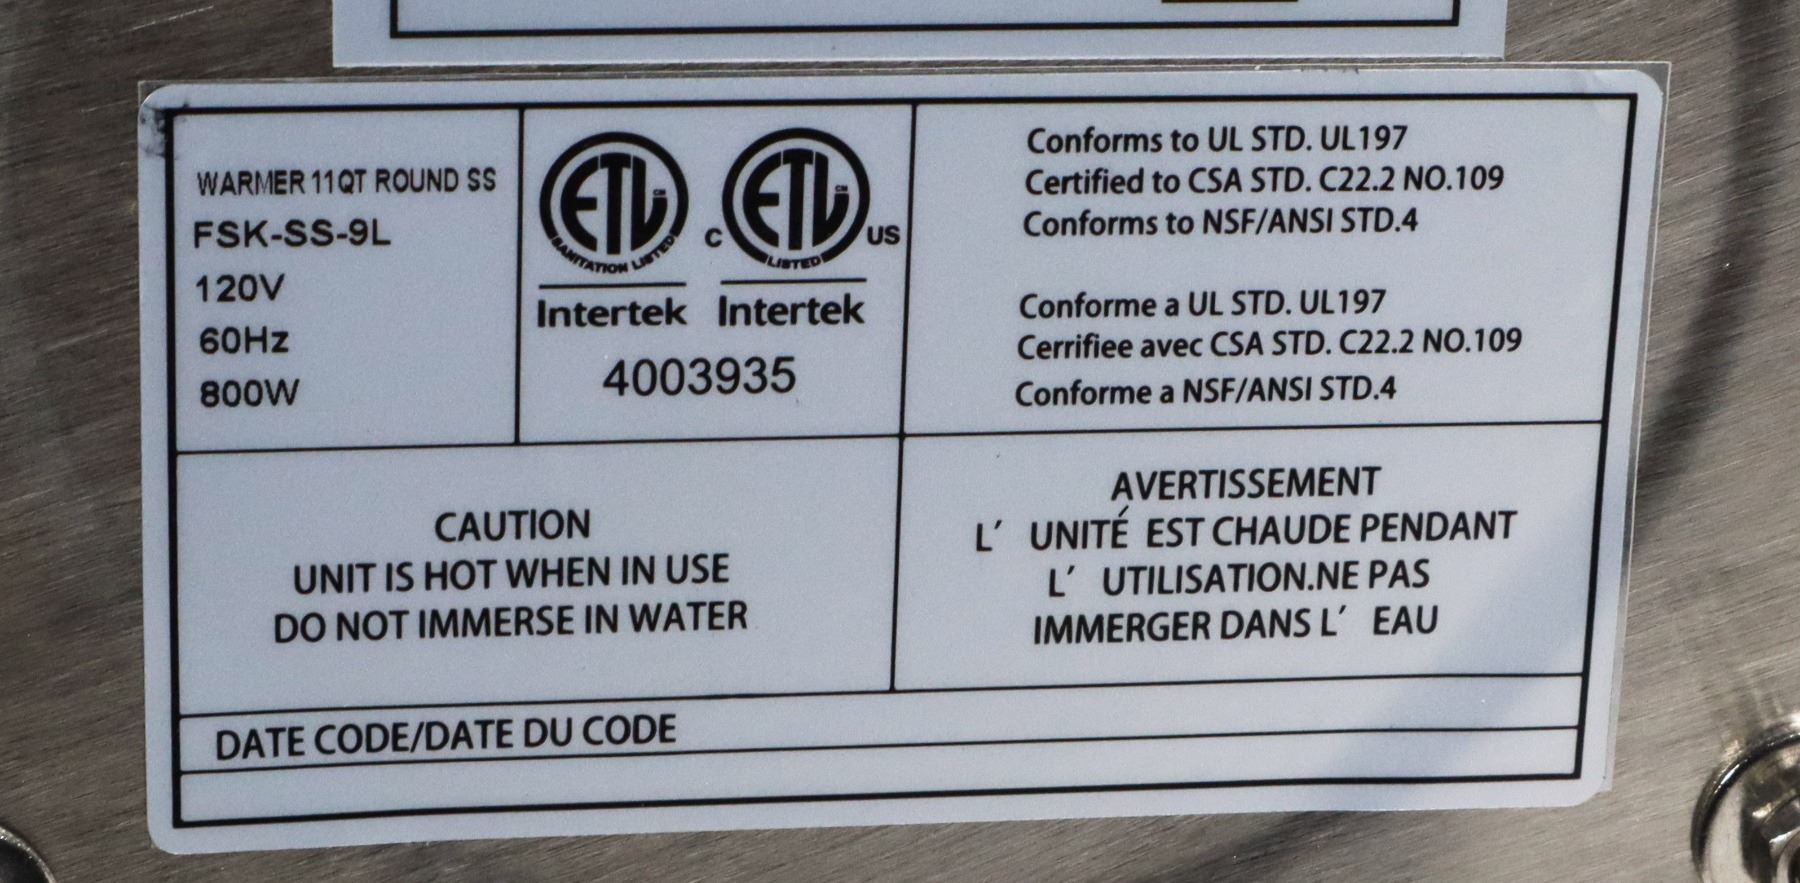 WARMER 11QT ROUND SS
FSK-SS-9L
120V
60Hz
800W
ETL CM
SANITATION LISTED
Intertek
C ETL CM US
LISTED
Intertek
4003935
Conforms to UL STD. UL197
Certified to CSA STD. C22.2 NO.109
Conforms to NSF/ANSI STD.4
Conforme a UL STD. UL197
Cerrifiee avec CSA STD. C22.2 NO.109
Conforme a NSF/ANSI STD.4
CAUTION
UNIT IS HOT WHEN IN USE
DO NOT IMMERSE IN WATER
AVERTISSEMENT
L′ UNITÉ EST CHAUDE PENDANT
L′ UTILISATION.NE PAS
IMMERGER DANS L′ EAU
DATE CODE/DATE DU CODE